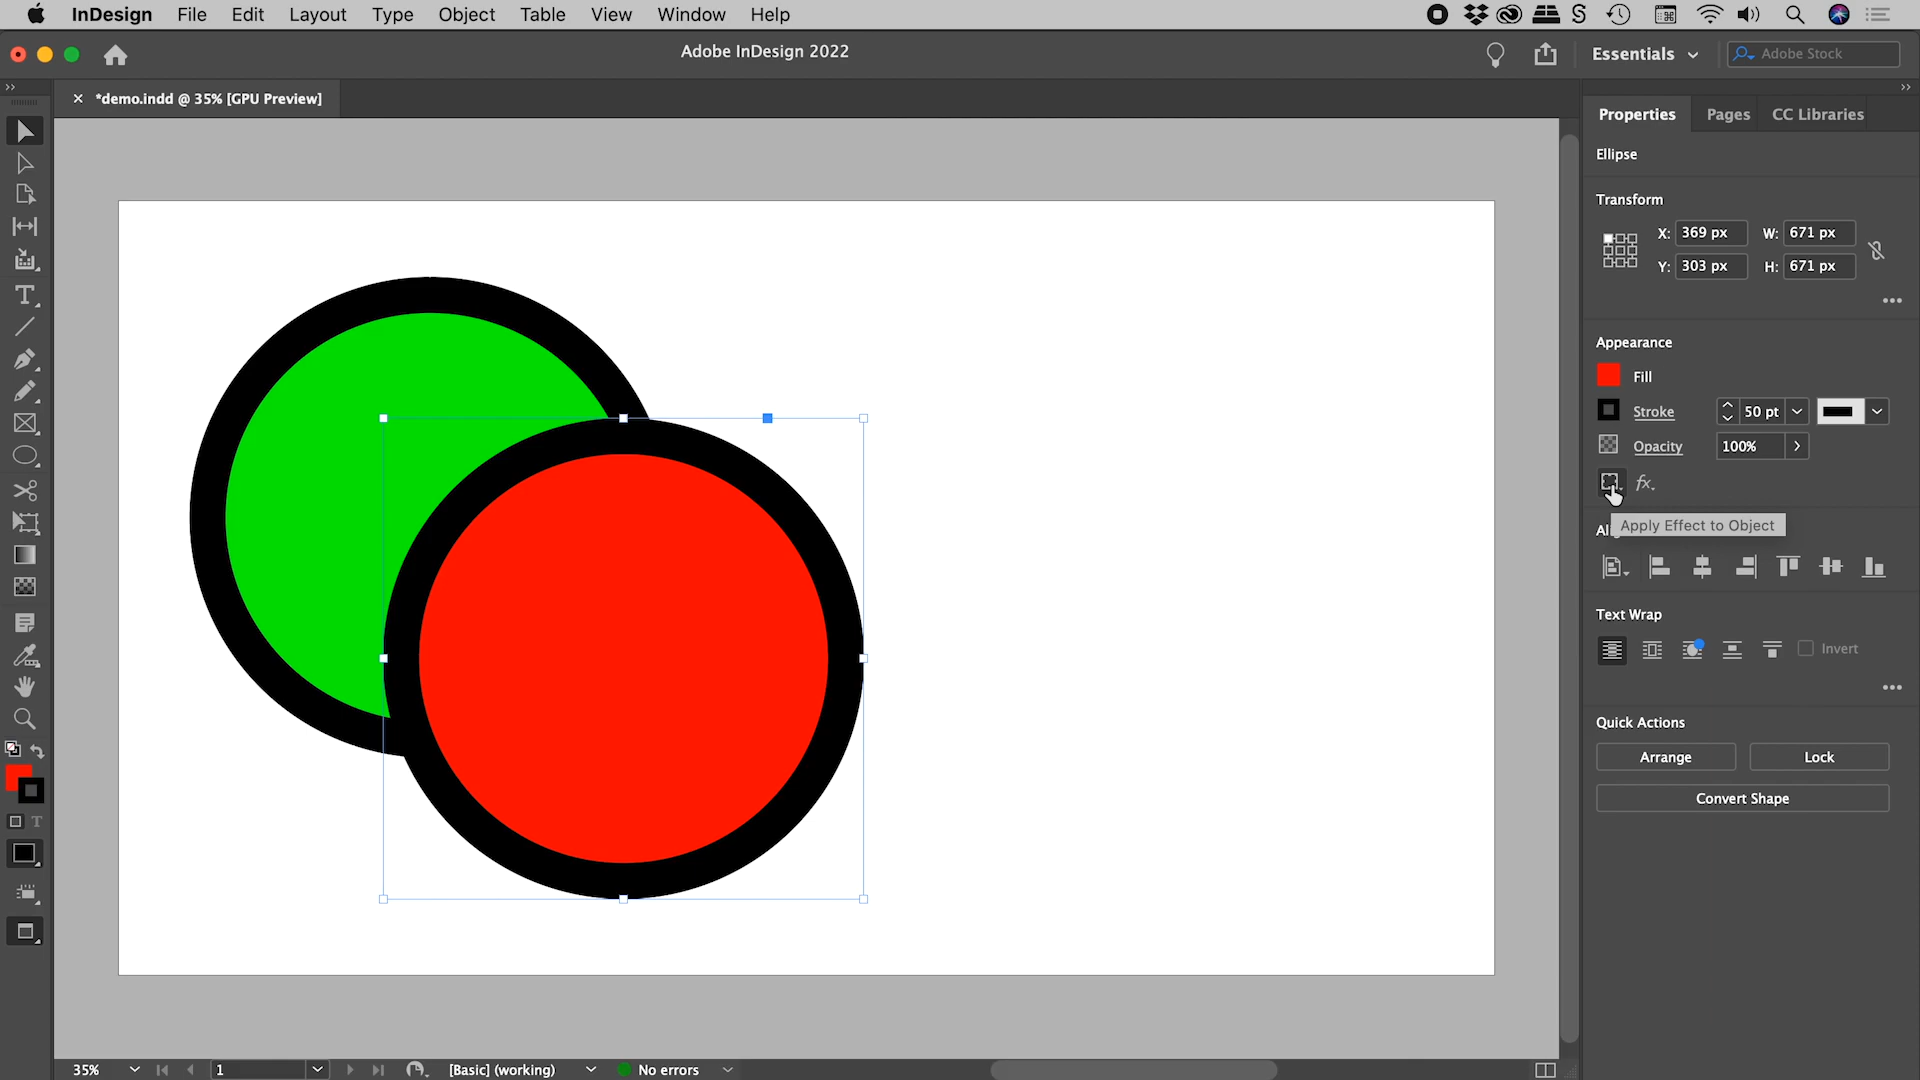 InDesign File Edit Layout Type Object Table View Window Help
Adobe InDesign 2022
Essentials
Adobe Stock
*demo.indd @ 35% [GPU Preview]
Properties Pages CC Libraries
Ellipse
Transform
X: 369 px W: 671 px
Y: 303 px H: 671 px
Appearance
Fill
Stroke 50 pt
Opacity 100%
fx.
Apply Effect to Object
Text Wrap
Invert
Quick Actions
Arrange Lock
Convert Shape
35% 1 [Basic] (working) No errors